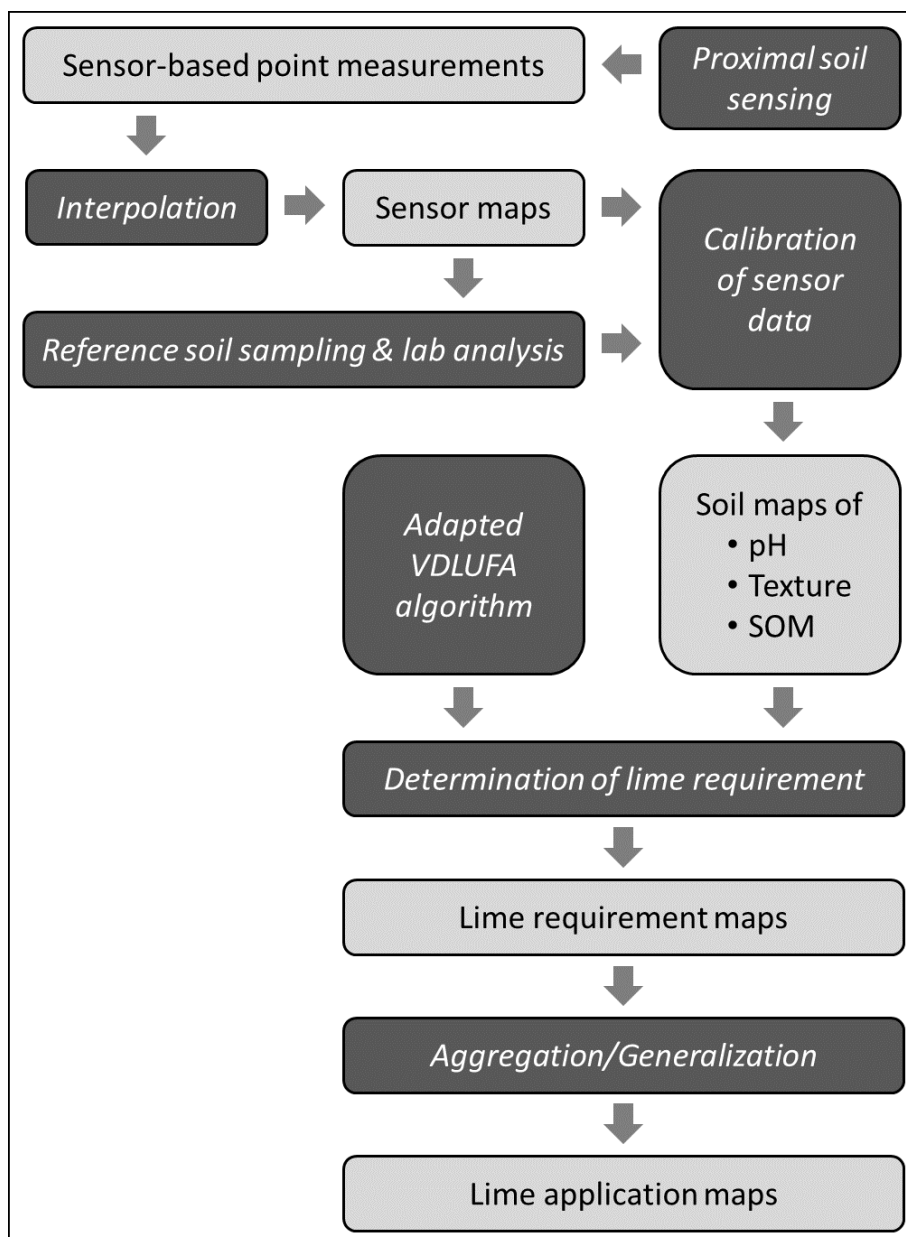 Sensor-based point measurements
Proximal soil
sensing
Interpolation
Sensor maps
Calibration
of sensor
data
Reference soil sampling & lab analysis
Adapted
VDLUFA
algorithm
Soil maps of
• pH
• Texture
• SOM
Determination of lime requirement
Lime requirement maps
Aggregation/Generalization
Lime application maps